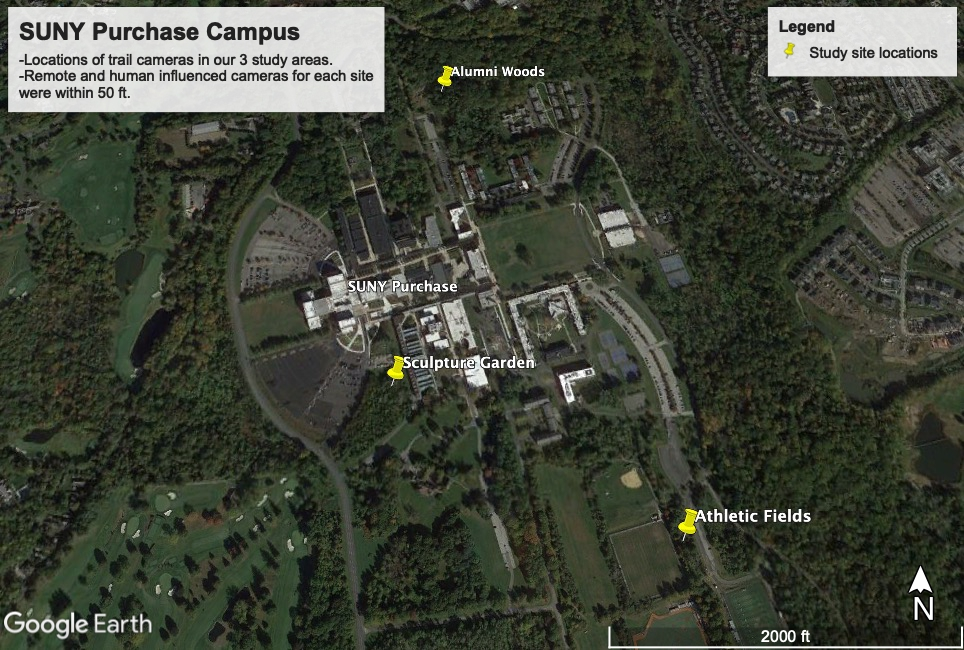 SUNY Purchase Campus
-Locations of trail cameras in our 3 study areas.
-Remote and human influenced cameras for each site
were within 50 ft.
Legend
Study site locations
Alumni Woods
SUNY Purchase
Sculpture Garden
Athletic Fields
N
Google Earth
2000 ft